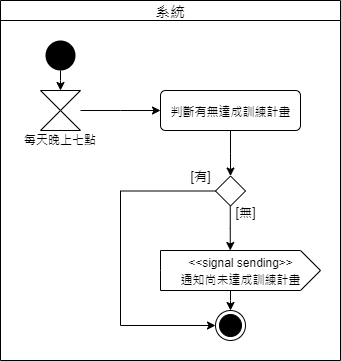 系統
每天晚上七點
判斷有無達成訓練計畫
[有]
[無]
<<signal sending>>
通知尚未達成訓練計畫